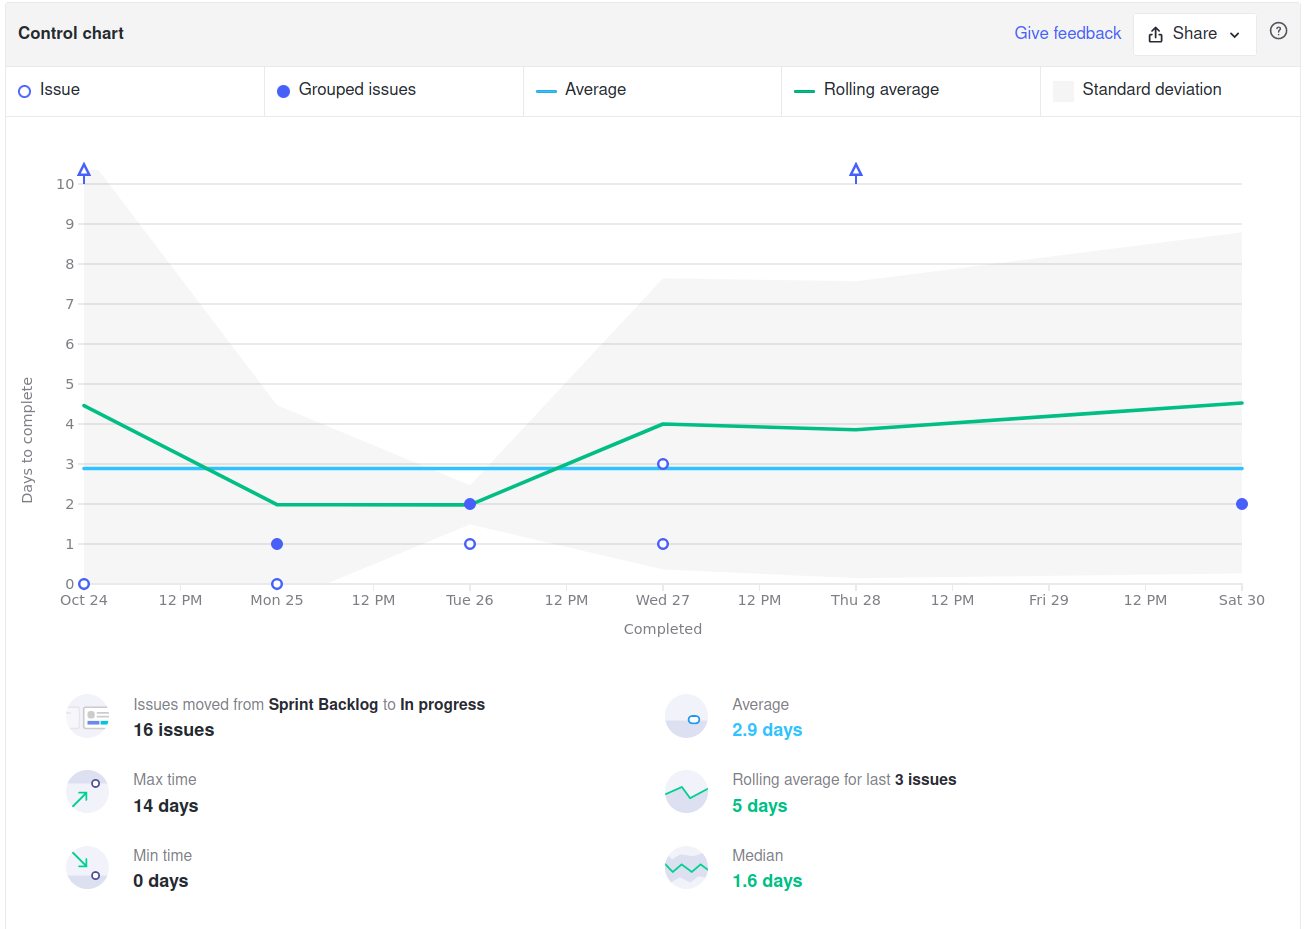 Control chart
Give feedback
Share
?
Issue
Grouped issues
Average
Rolling average
Standard deviation
10
9
8
7
6
5
4
3
2
1
0
Days to complete
Oct 24 12 PM Mon 25 12 PM Tue 26 12 PM Wed 27 12 PM Thu 28 12 PM Fri 29 12 PM Sat 30
Completed
Issues moved from Sprint Backlog to In progress
16 issues
Average
2.9 days
Max time
14 days
Rolling average for last 3 issues
5 days
Min time
0 days
Median
1.6 days